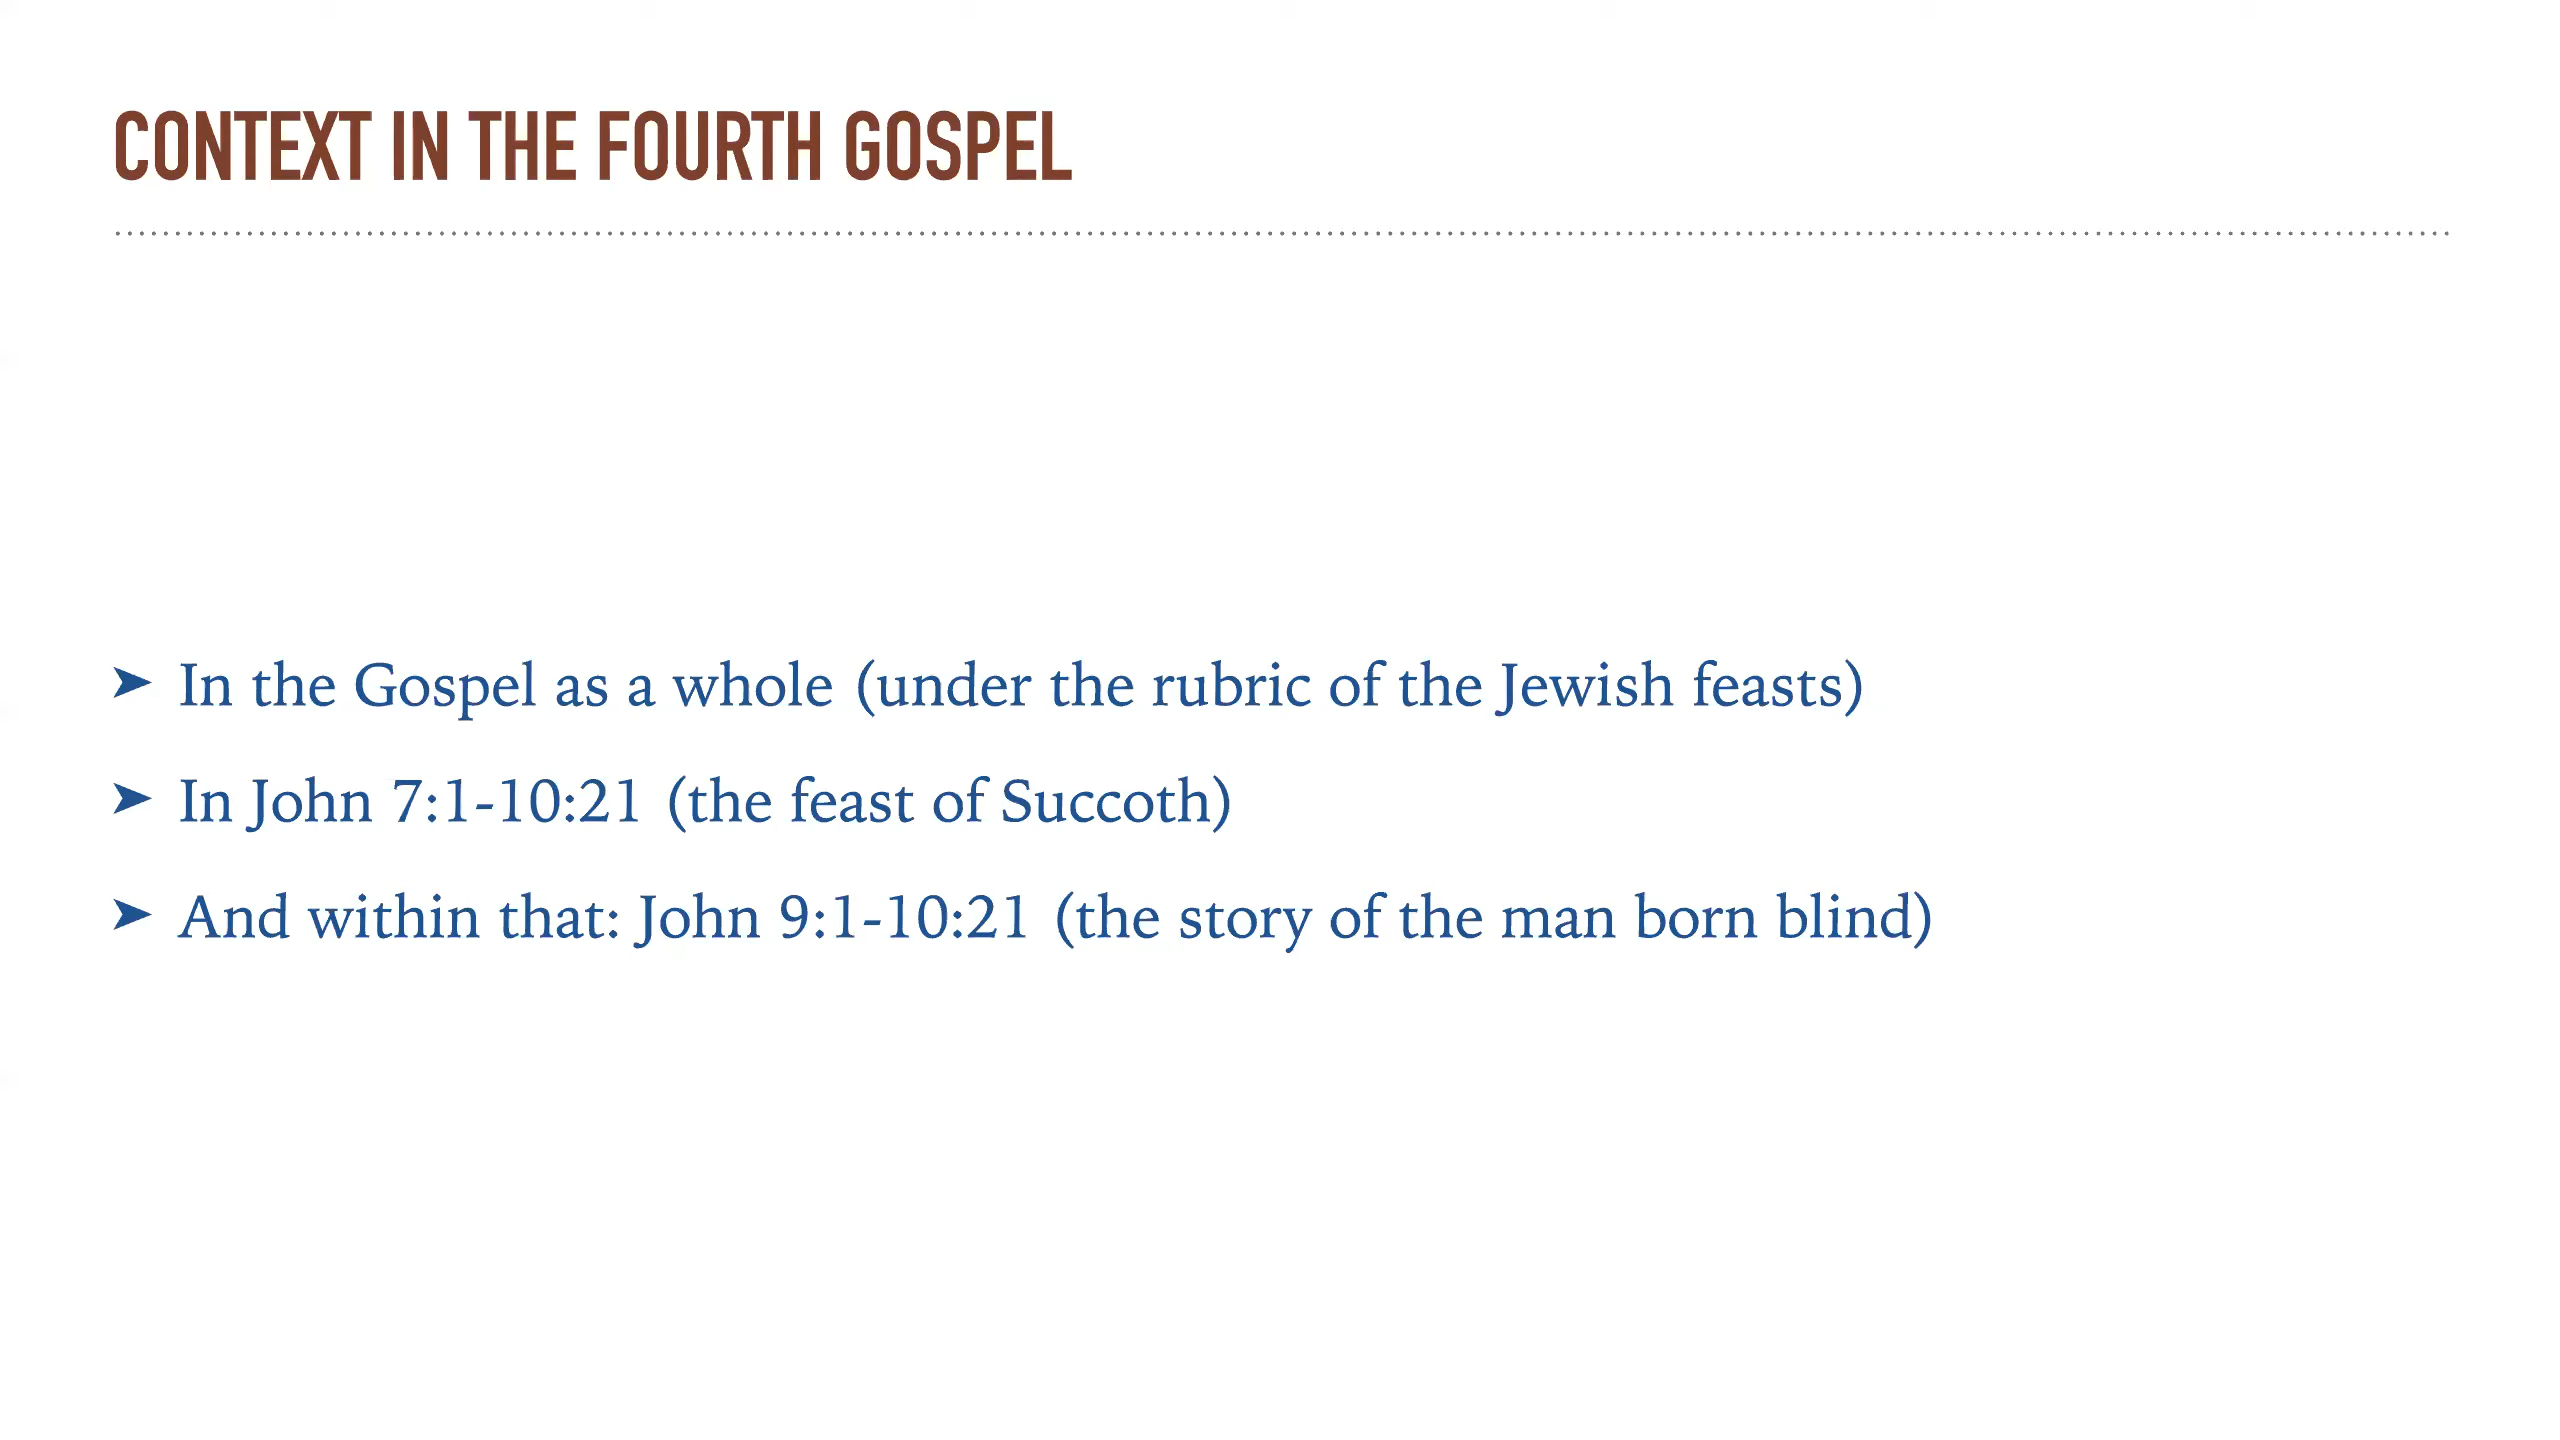 CONTEXT IN THE FOURTH GOSPEL
➤ In the Gospel as a whole (under the rubric of the Jewish feasts)
➤ In John 7:1-10:21 (the feast of Succoth)
➤ And within that: John 9:1-10:21 (the story of the man born blind)